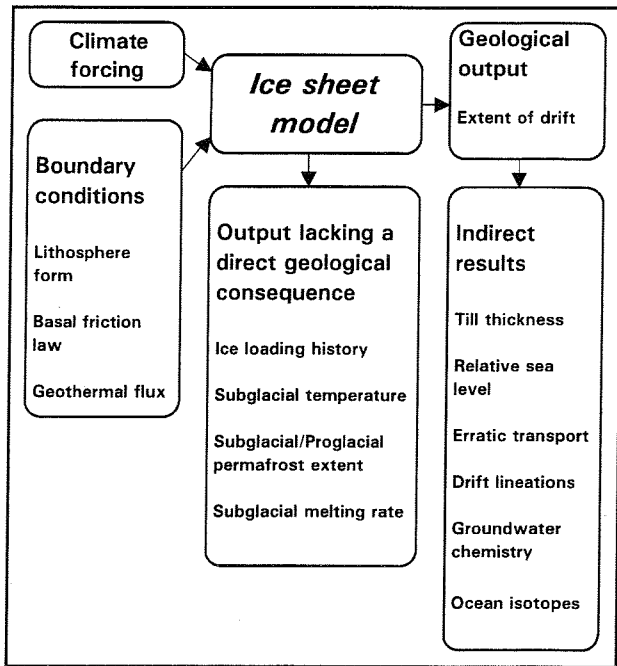 Climate
forcing
Ice sheet
model
Geological
output
Extent of drift
Boundary
conditions
Lithosphere
form
Basal friction
law
Geothermal flux
Output lacking a
direct geological
consequence
Ice loading history
Subglacial temperature
Subglacial/Proglacial
permafrost extent
Subglacial melting rate
Indirect
results
Till thickness
Relative sea
level
Erratic transport
Drift lineations
Groundwater
chemistry
Ocean isotopes